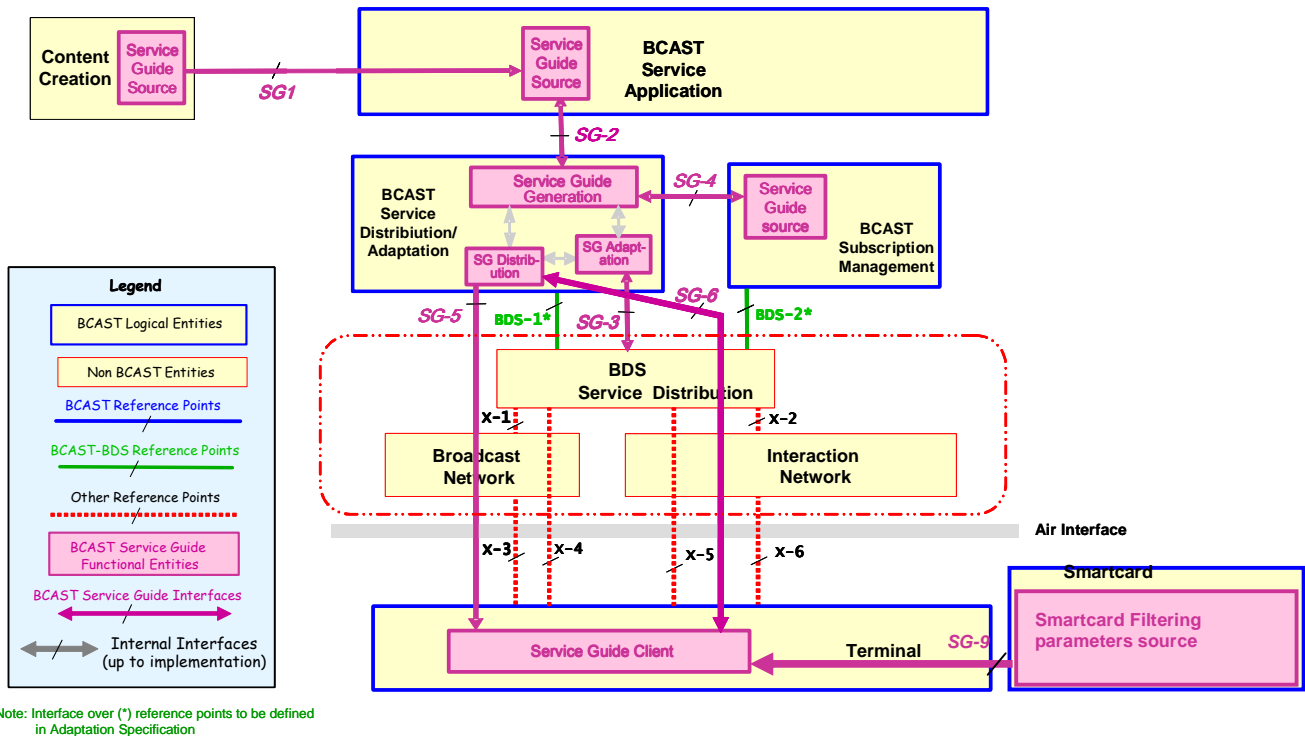 Content
Creation
Service
Guide
Source
SG1
Service
Guide
Source
BCAST
Service
Application
SG-2
BCAST
Service
Distribiution/
Adaptation
Service Guide
Generation
SG-4
Service
Guide
source
BCAST
Subscription
Management
SG Distrib-
ution
SG Adapt-
ation
SG-5
BDS-1*
SG-3
SG-6
BDS-2*
Legend
BCAST Logical Entities
Non BCAST Entities
BCAST Reference Points
BCAST-BDS Reference Points
Other Reference Points
BCAST Service Guide
Functional Entities
BCAST Service Guide Interfaces
Internal Interfaces
(up to implementation)
BDS
Service Distribution
X-1
X-2
Broadcast
Network
Interaction
Network
Air Interface
X-3
X-4
X-5
X-6
Smartcard
Smartcard Filtering
parameters source
Service Guide Client
Terminal
SG-9
Note: Interface over (*) reference points to be defined
in Adaptation Specification